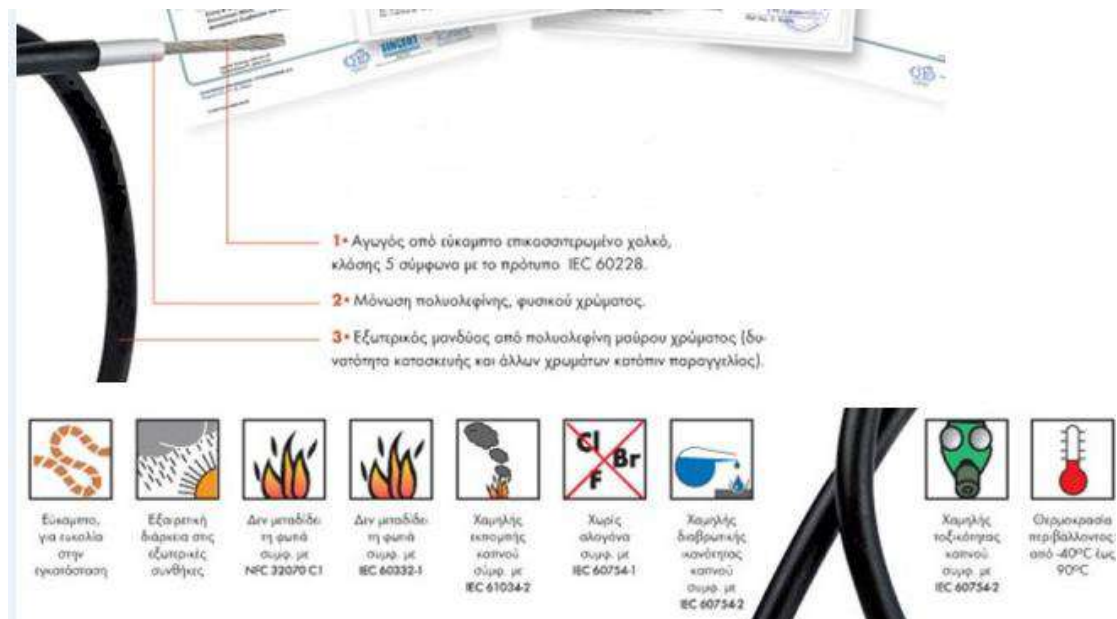 1• Αγωγός από εύκαμπτο επικασσιτερωμένο χαλκό,
κλάσης 5 σύμφωνα με το πρότυπο IEC 60228.
2• Μόνωση πολυολεφίνης, φυσικού χρώματος.
3• Εξωτερικός μανδύας από πολυολεφίνη μαύρου χρώματος (δυ-
νατότητα κατασκευής και άλλων χρωμάτων κατόπιν παραγγελίας).
Cl
Br
F
Εύκαμπτο,
για ευκολία
στην
εγκατάσταση
Εξαιρετική
διάρκεια στις
εξωτερικές
συνθήκες
Δεν μεταδίδει
τη φωτιά
συμφ. με
NFC 32070 C1
Δεν μεταδίδει
τη φωτιά
συμφ. με
IEC 60332-1
Χαμηλής
εκπομπής
καπνού
σύμφ. με
IEC 61034-2
Χωρίς
αλογόνα
συμφ. με
IEC 60754-1
Χαμηλής
διαβρωτικής
ικανότητας
καπνού
συμφ. με
IEC 60754-2
Χαμηλής
τοξικότητας
καπνού
συμφ. με
IEC 60754-2
Θερμοκρασία
περιβάλλοντος
από -40°C έως
90°C